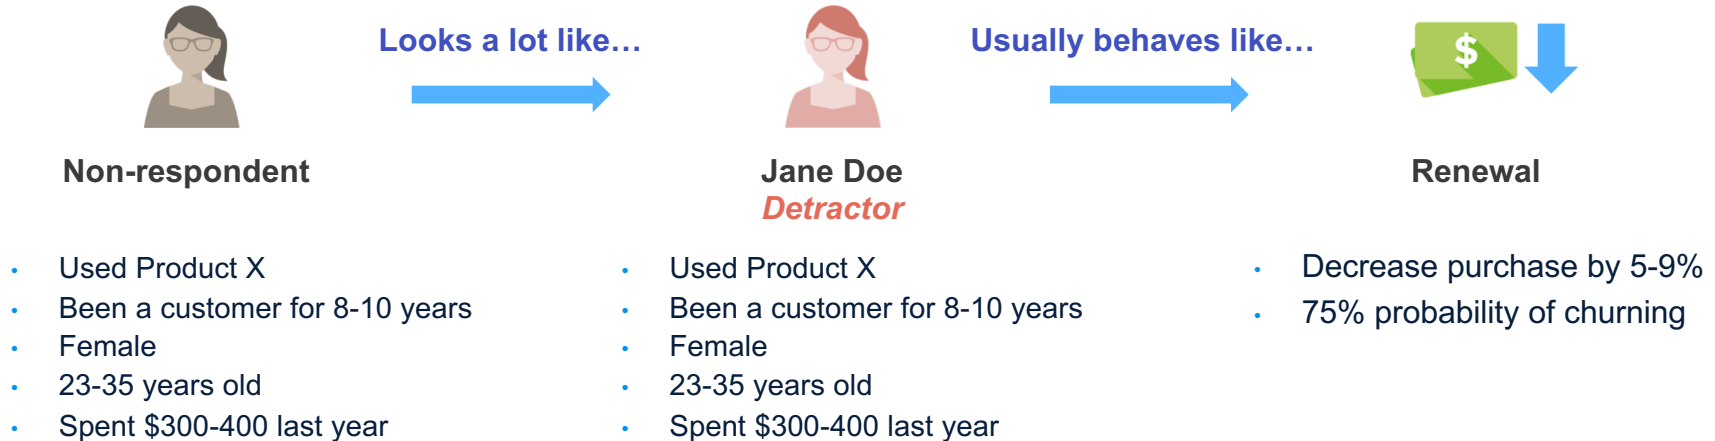 Looks a lot like…
Usually behaves like…
$
Non-respondent
Jane Doe
Detractor
Renewal
• Used Product X
• Been a customer for 8-10 years
• Female
• 23-35 years old
• Spent $300-400 last year
• Used Product X
• Been a customer for 8-10 years
• Female
• 23-35 years old
• Spent $300-400 last year
• Decrease purchase by 5-9%
• 75% probability of churning